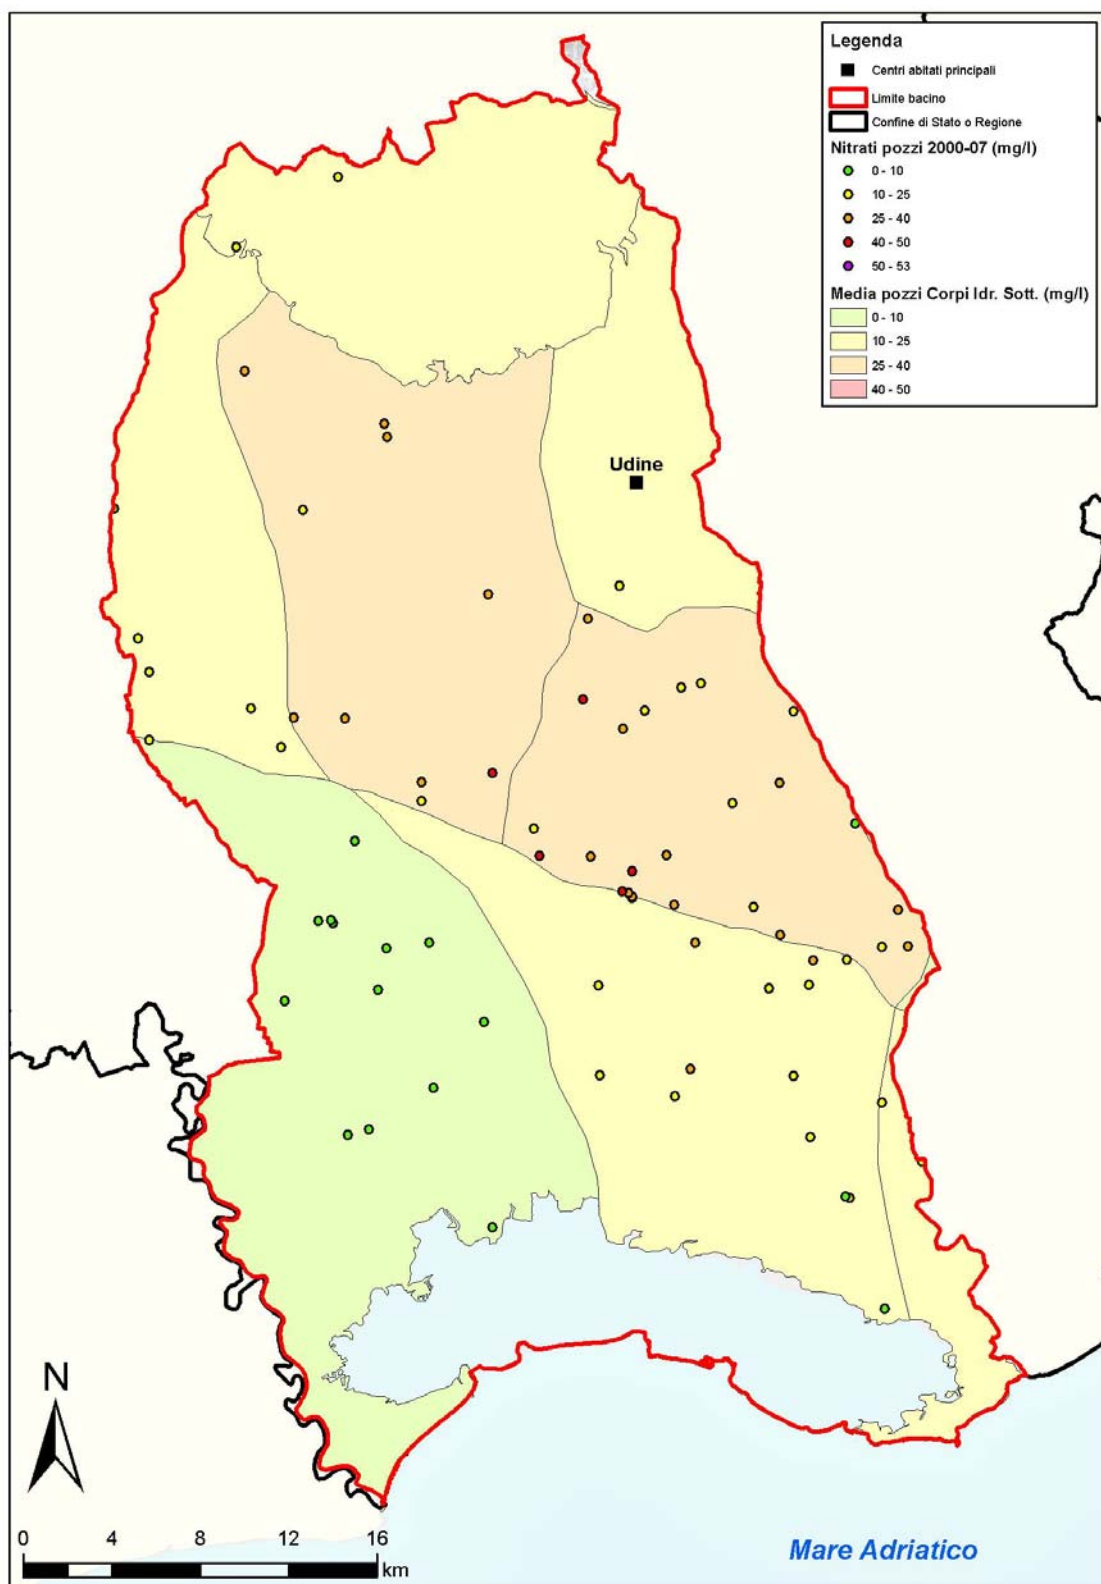 Legenda
Centri abitati principali
Limite bacino
Confine di Stato o Regione
Nitrati pozzi 2000-07 (mg/l)
0 - 10
10 - 25
25 - 40
40 - 50
50 - 53
Media pozzi Corpi Idr. Sott. (mg/l)
0 - 10
10 - 25
25 - 40
40 - 50
Udine
N
0 4 8 12 16
km
Mare Adriatico